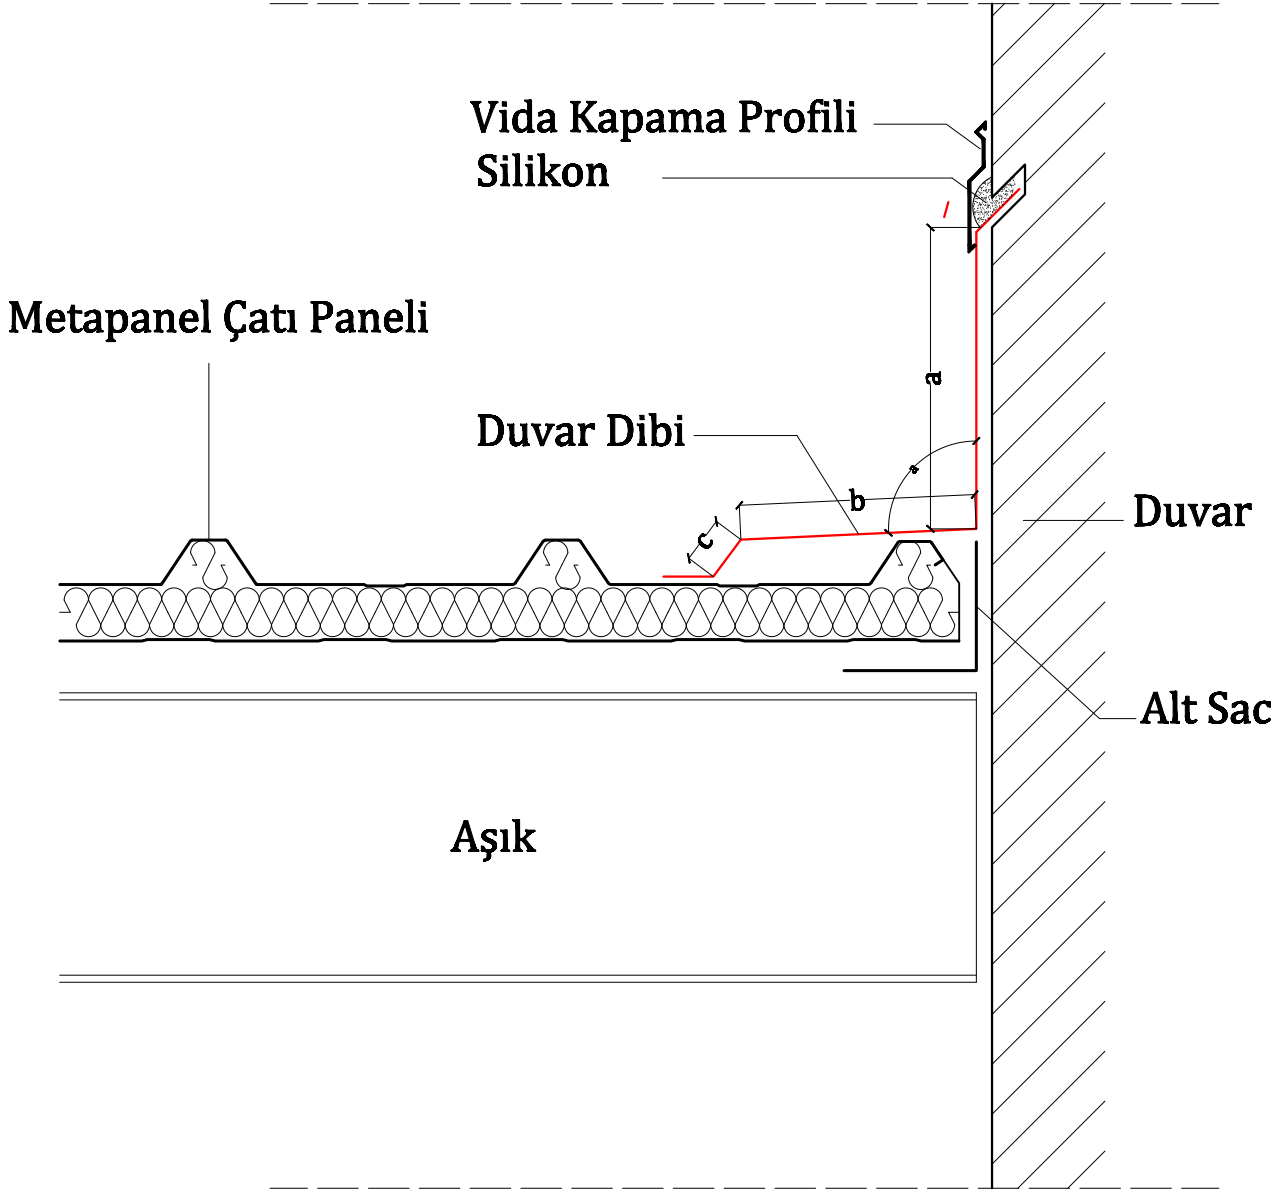 Vida Kapama Profili
Silikon
Metapanel Çatı Paneli
a
Duvar Dibi
a
b
Duvar
c
Alt Sac
Aşık